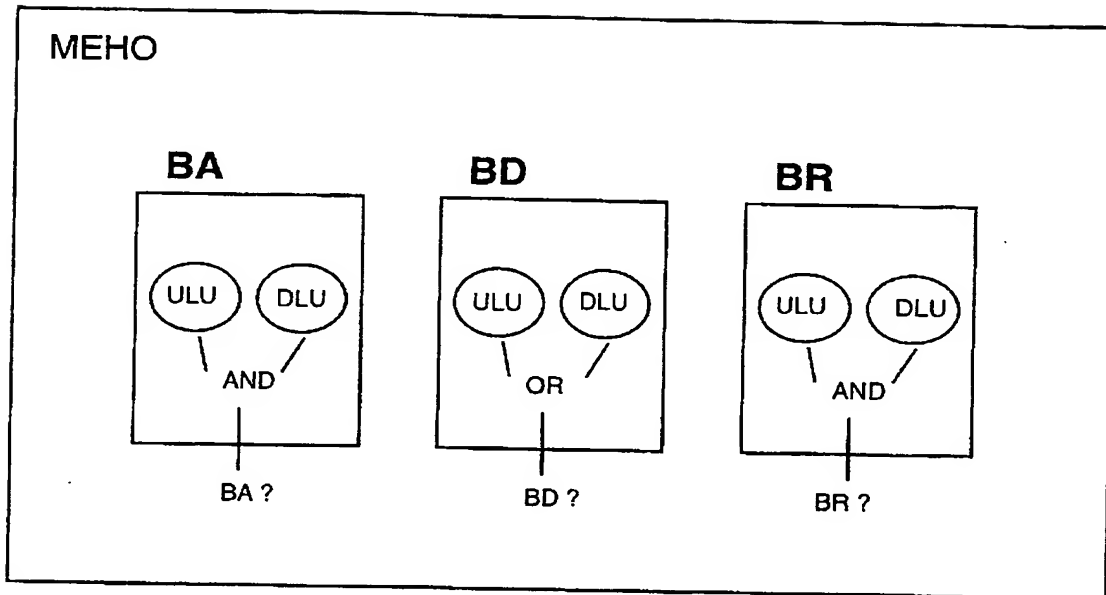 MEHO
BA BD BR
ULU DLU ULU DLU ULU DLU
AND OR AND
BA ? BD ? BR ?